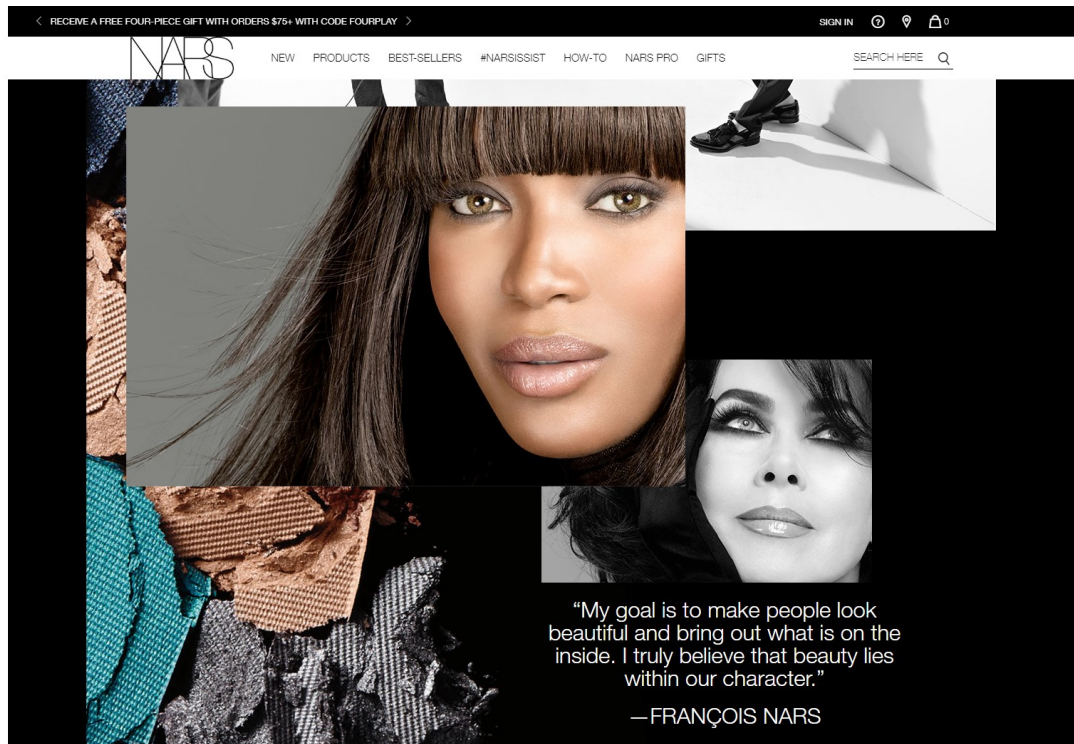 RECEIVE A FREE FOUR-PIECE GIFT WITH ORDERS $75+ WITH CODE FOURPLAY
SIGN IN
0
NARS
NEW PRODUCTS BEST-SELLERS #NARSISSIST HOW-TO NARS PRO GIFTS
SEARCH HERE
“My goal is to make people look
beautiful and bring out what is on the
inside. I truly believe that beauty lies
within our character.”
—FRANÇOIS NARS